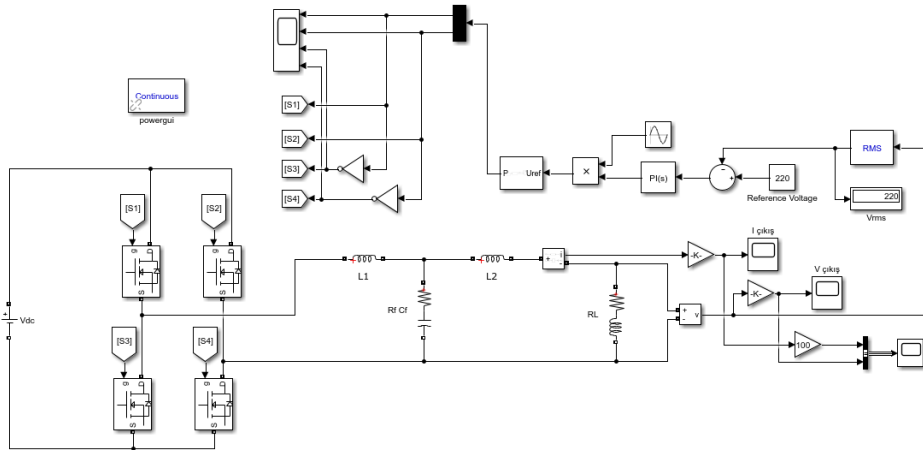 Continuous
powergui
[S1]
[S2]
[S3]
[S4]
P
Uref
×
PI(s)
-
+
220
Reference Voltage
RMS
220
Vrms
[S1]
[S2]
g
D
S
g
D
S
L1
L2
+
i
-
-K-
I çıkış
V çıkış
-K-
Rf Cf
RL
+
-
v
100
+
Vdc
[S3]
[S4]
g
D
S
g
D
S